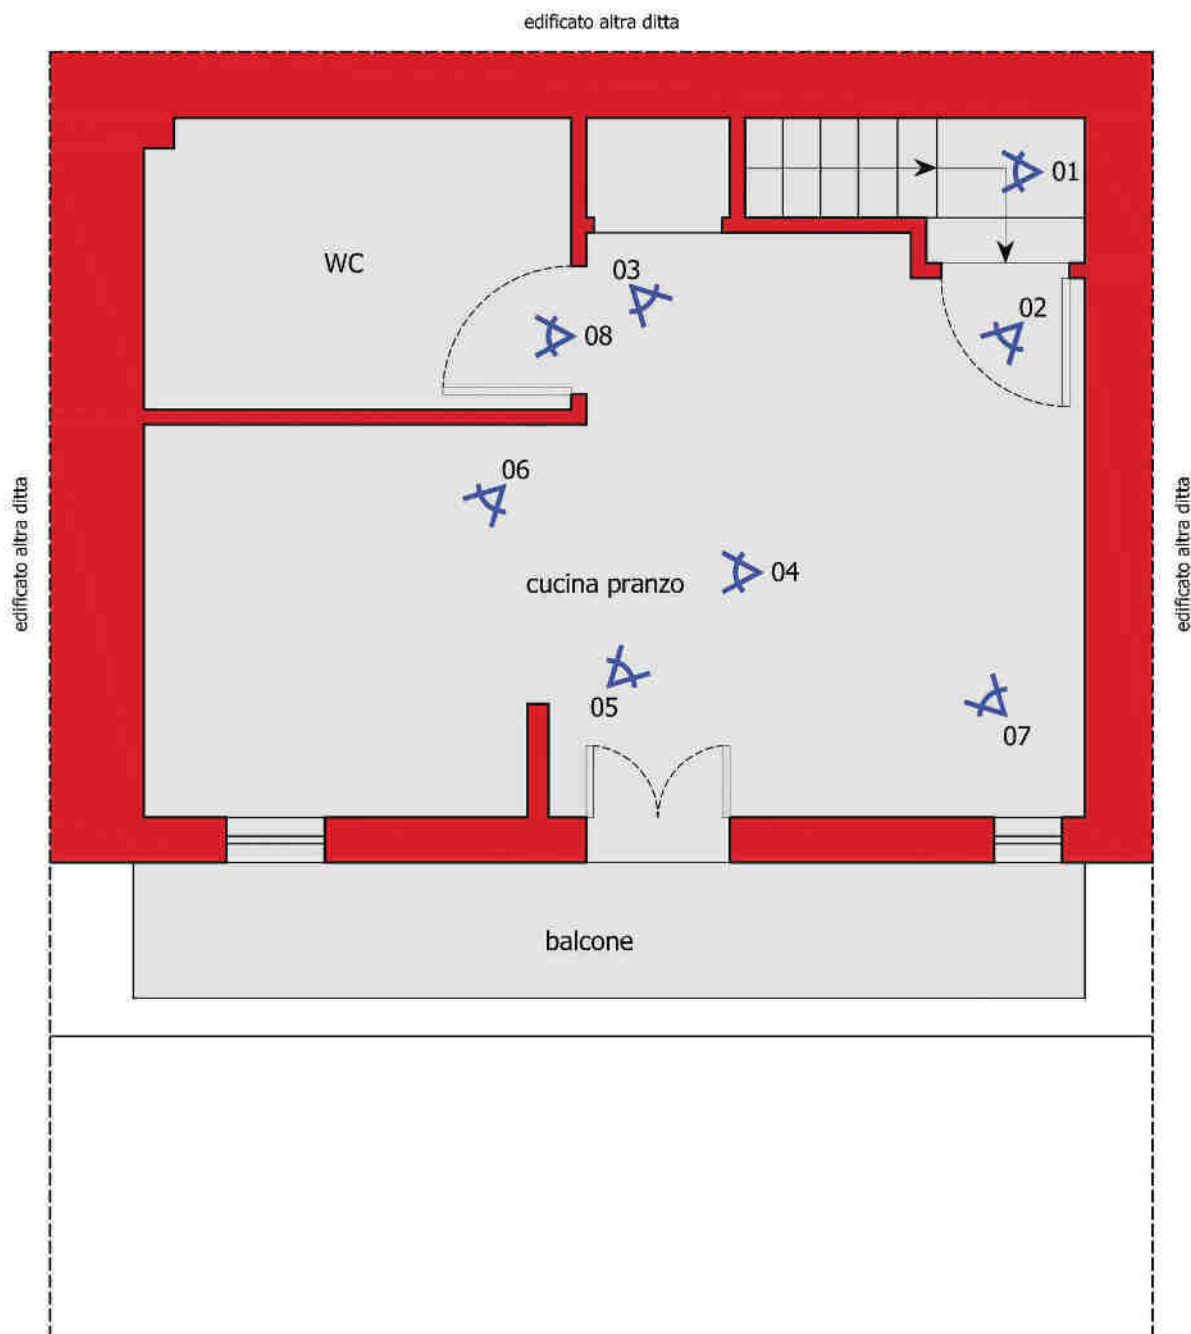 edificato altra ditta
01
WC
03
02
08
edificato altra ditta
edificato altra ditta
06
cucina pranzo
04
05
07
balcone